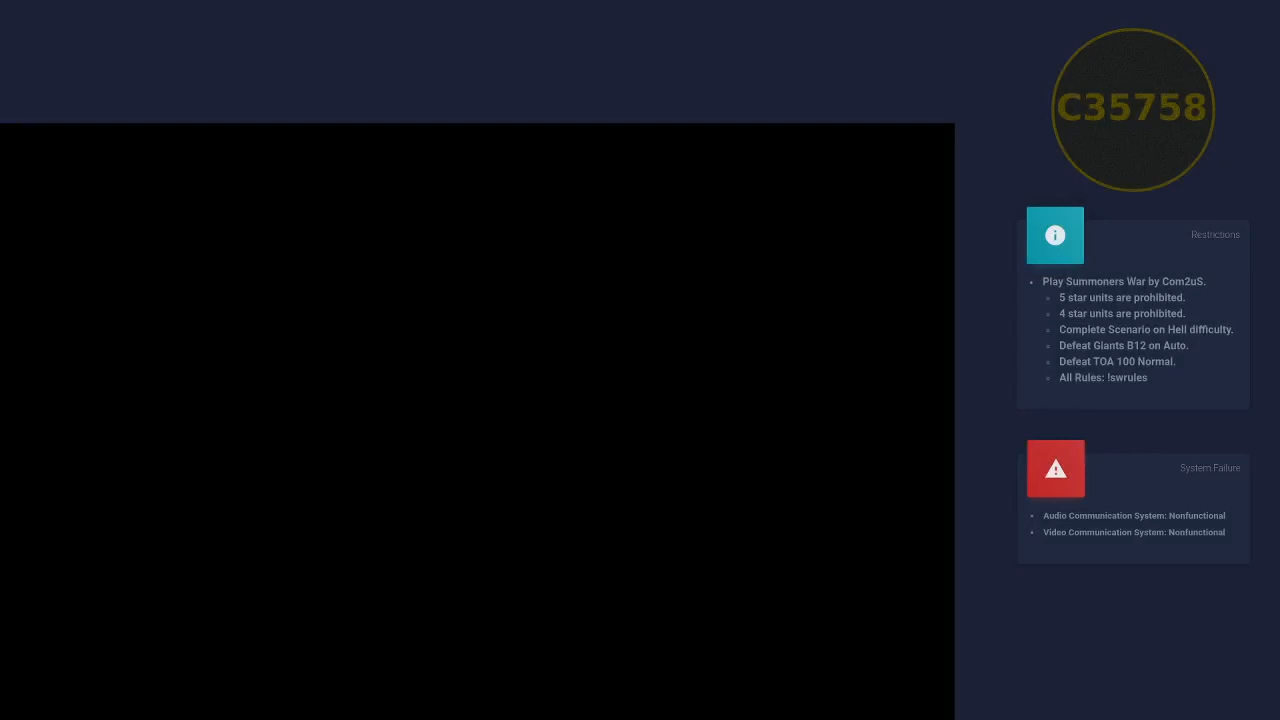 C35758
Restrictions
Play Summoners War by Com2uS.
5 star units are prohibited.
4 star units are prohibited.
Complete Scenario on Hell difficulty.
Defeat Giants B12 on Auto.
Defeat TOA 100 Normal.
All Rules: !swrules
System Failure
Audio Communication System: Nonfunctional
Video Communication System: Nonfunctional